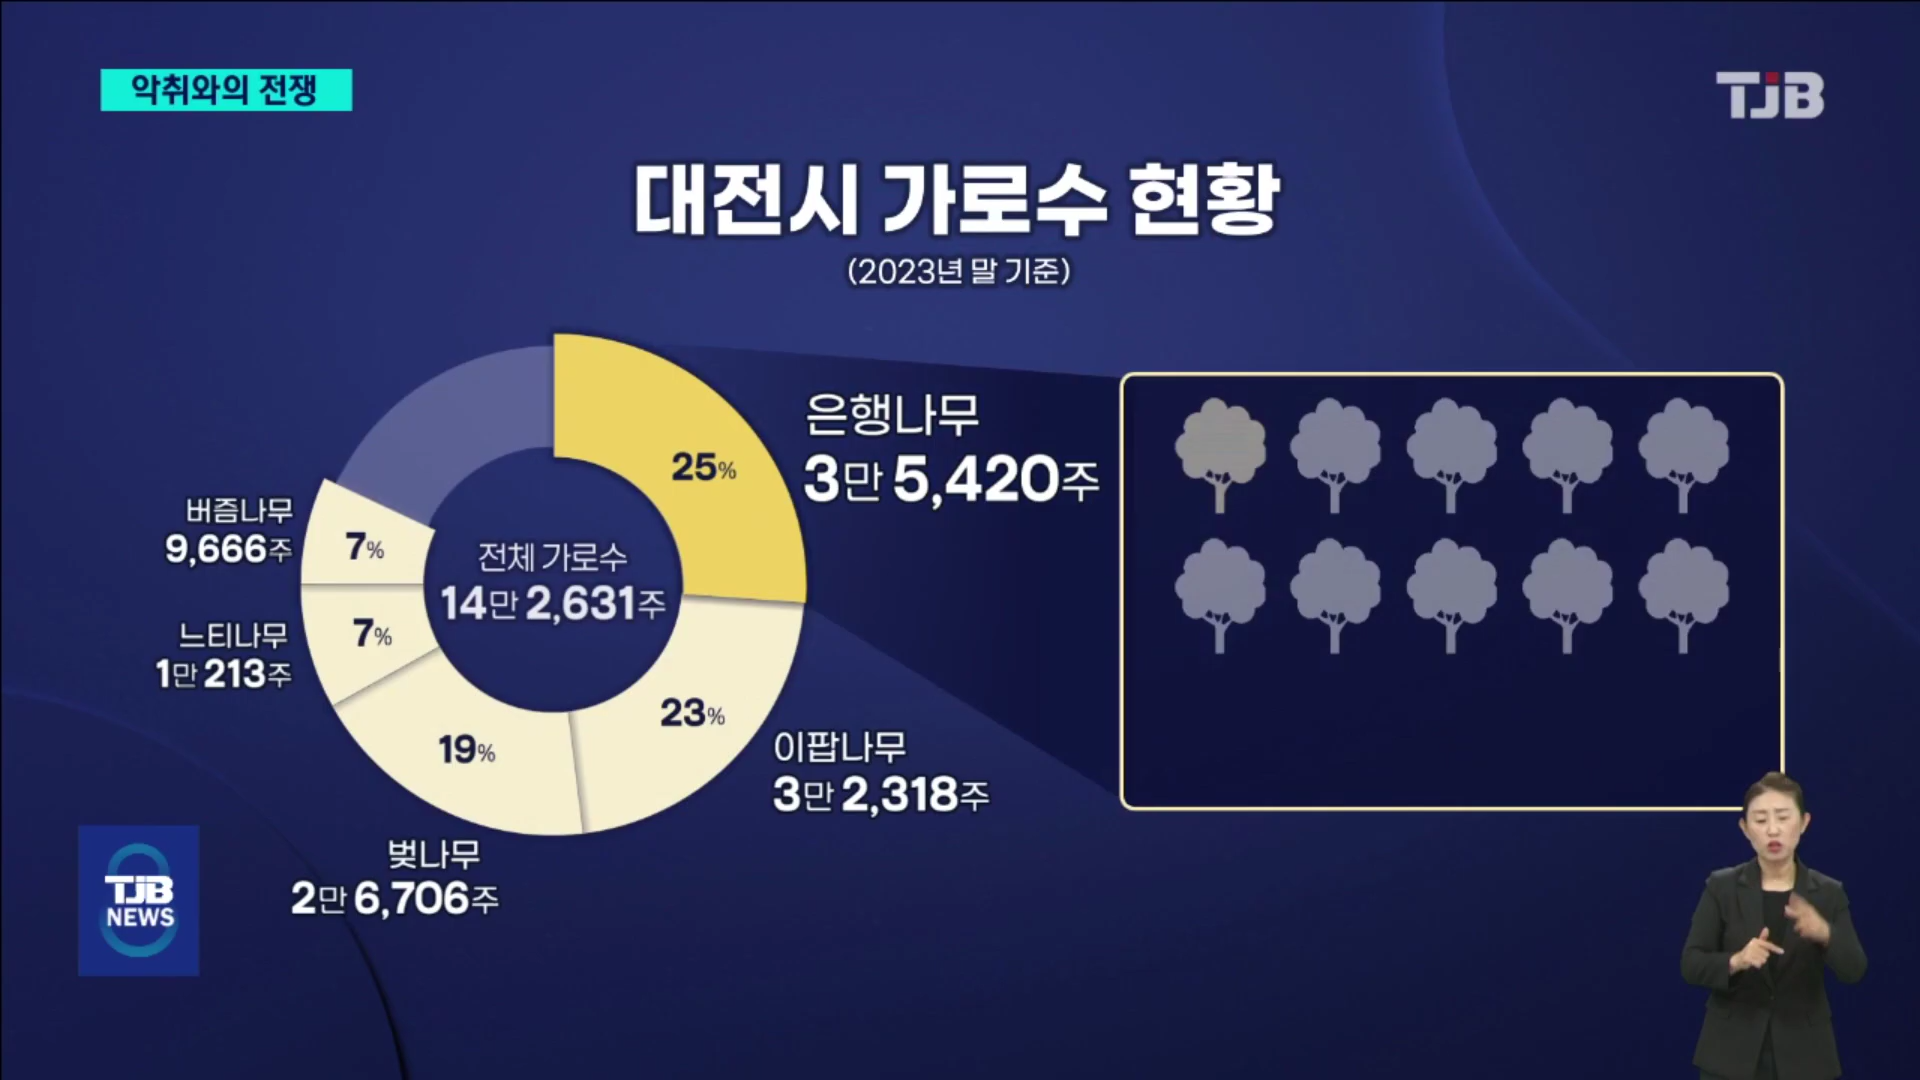 악취와의 전쟁
TJB
대전시 가로수 현황
(2023년 말 기준)
은행나무
3만 5,420주
25%
버즘나무
9,666주
7%
전체 가로수
14만 2,631주
느티나무
1만 213주
7%
23%
이팝나무
3만 2,318주
19%
벚나무
2만 6,706주
TJB
NEWS